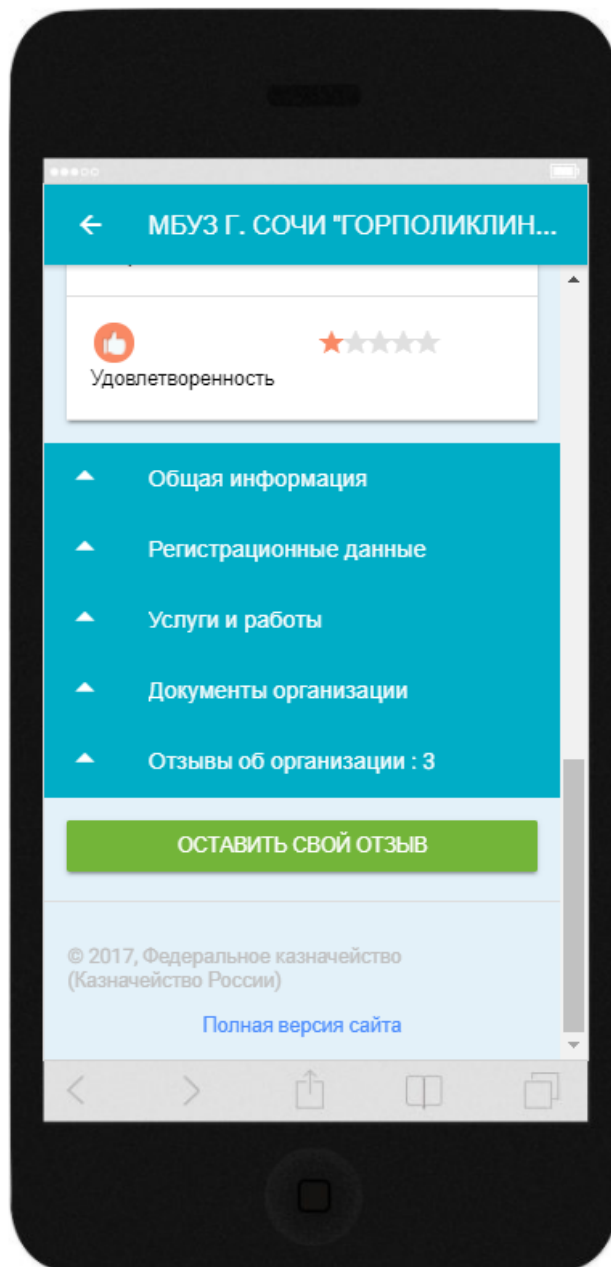 МБУЗ Г. СОЧИ "ГОРПОЛИКЛИН...
Удовлетворенность
Общая информация
Регистрационные данные
Услуги и работы
Документы организации
Отзывы об организации : 3
ОСТАВИТЬ СВОЙ ОТЗЫВ
© 2017, Федеральное казначейство
(Казначейство России)
Полная версия сайта